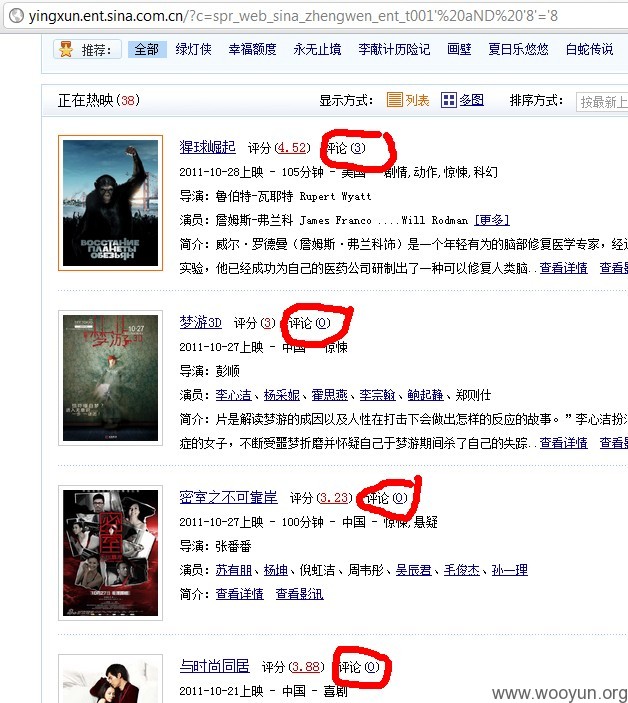 yingxun.ent.sina.com.cn/?c=spr_web_sina_zhengwen_ent_t001'%20aND%20'8'='8
推荐: 全部 红灯侠 幸福额度 永无止境 李献计历险记 画壁 夏日乐悠悠 白蛇传说
正在热映(38) 显示方式: 列表 多图 排序方式: 按最新上
猩球崛起 评分(4.52) 评论(3)
2011-10-28上映 - 105分钟 - 美国 - 剧情,动作,惊悚,科幻
导演: 鲁伯特-瓦耶特 Rupert Wyatt
演员: 詹姆斯-弗兰科 James Franco ....Will Rodman [更多]
简介: 威尔·罗德曼(詹姆斯·弗兰科饰)是一个年轻有为的脑部修复医学专家,经
实验,他已经成功为自己的医药公司研制出了一种可以修复人类脑..查看详情 查看影
ВОССТАНИЕ
ПЛАНЕТЫ
ОБЕЗЬЯН
梦游3D 评分(3) 评论(0)
2011-10-27上映 - 中国 - 惊悚
导演: 彭顺
演员: 李心洁、杨采妮、霍思燕、李宗翰、鲍起静、郑则仕
简介: 片是解读梦游的成因以及人性在打击下会做出怎样的反应的故事。”李心洁扮
症的女子,不断受噩梦折磨并怀疑自己于梦游期间杀了自己的失踪..查看详情 查看影
10·27
密室之不可靠岸 评分(3.23) 评论(0)
2011-10-27上映 - 100分钟 - 中国 - 惊悚,悬疑
导演: 张番番
演员: 苏有朋、杨坤、倪虹洁、周韦彤、吴辰君、毛俊杰、孙一理
简介: 查看详情 查看影讯
与时尚同居 评分(3.88) 评论(0)
2011-10-21上映 - 中国 - 喜剧
www.wooyun.org